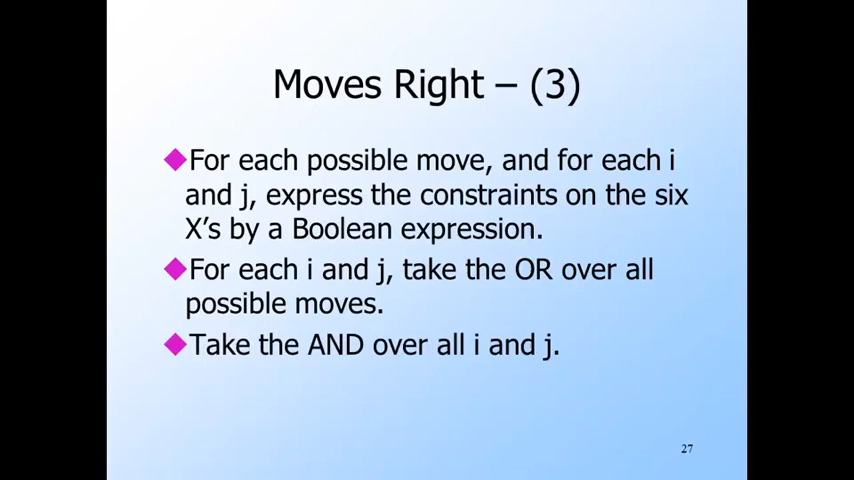 Moves Right – (3)
For each possible move, and for each i
and j, express the constraints on the six
X’s by a Boolean expression.
For each i and j, take the OR over all
possible moves.
Take the AND over all i and j.
27